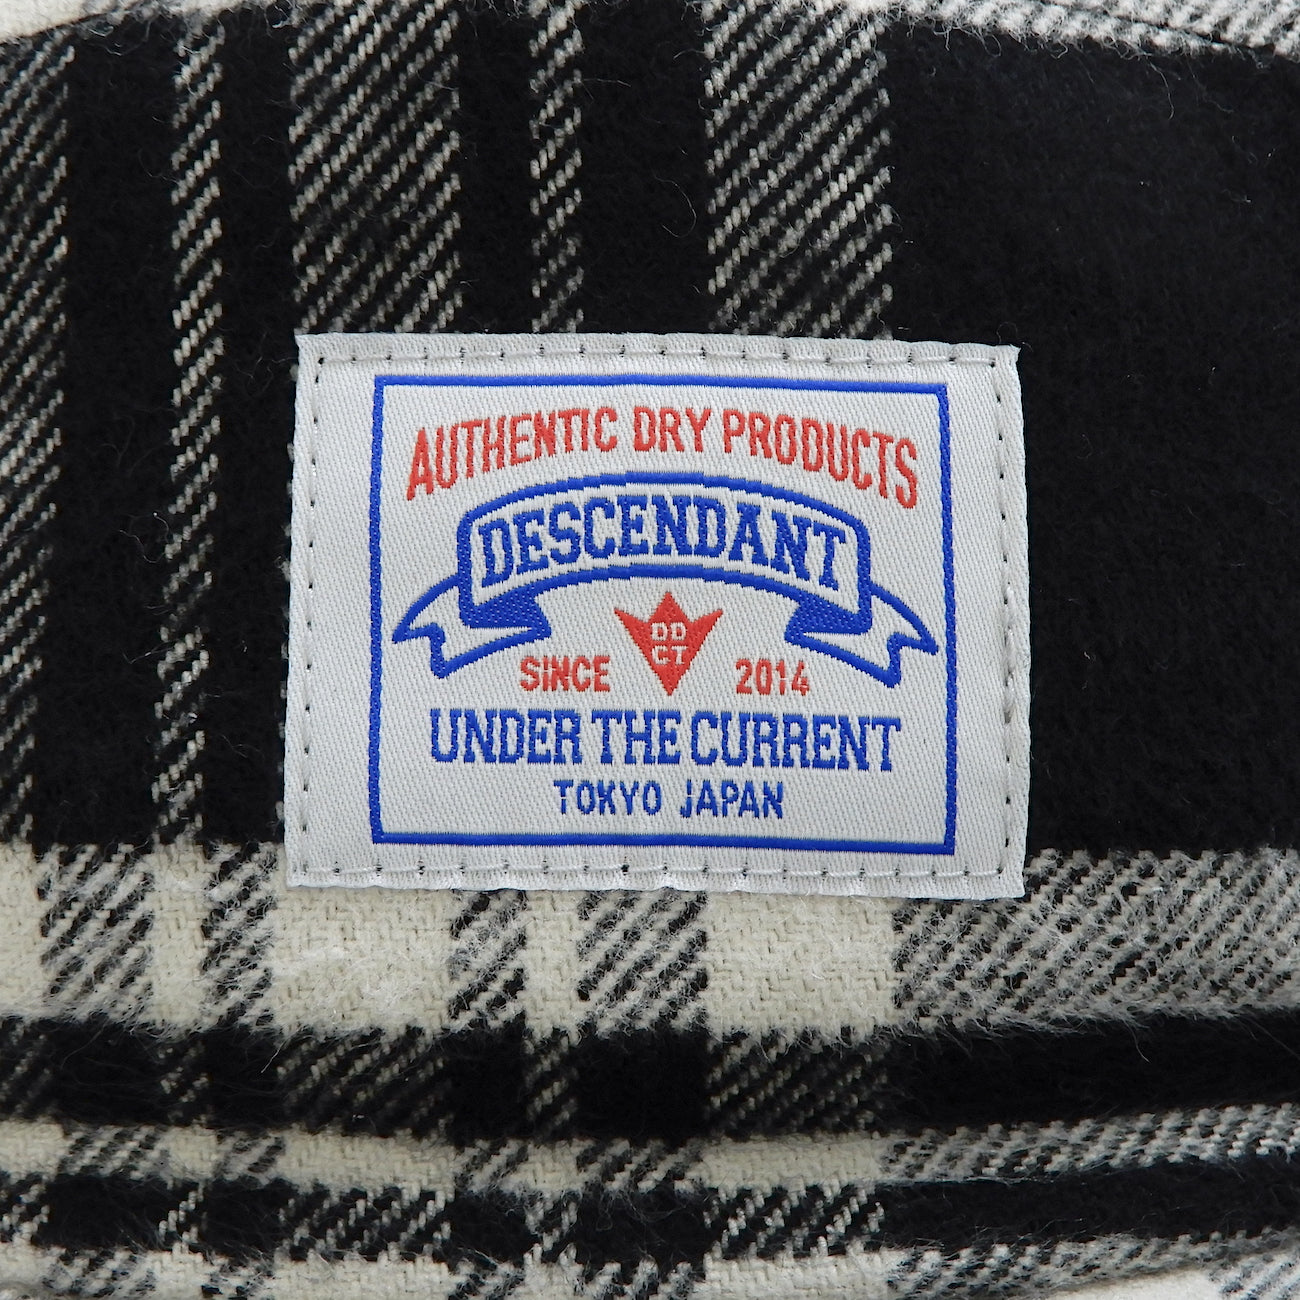 AUTHENTIC DRY PRODUCTS
DESCENDANT
DD
CT
SINCE 2014
UNDER THE CURRENT
TOKYO JAPAN